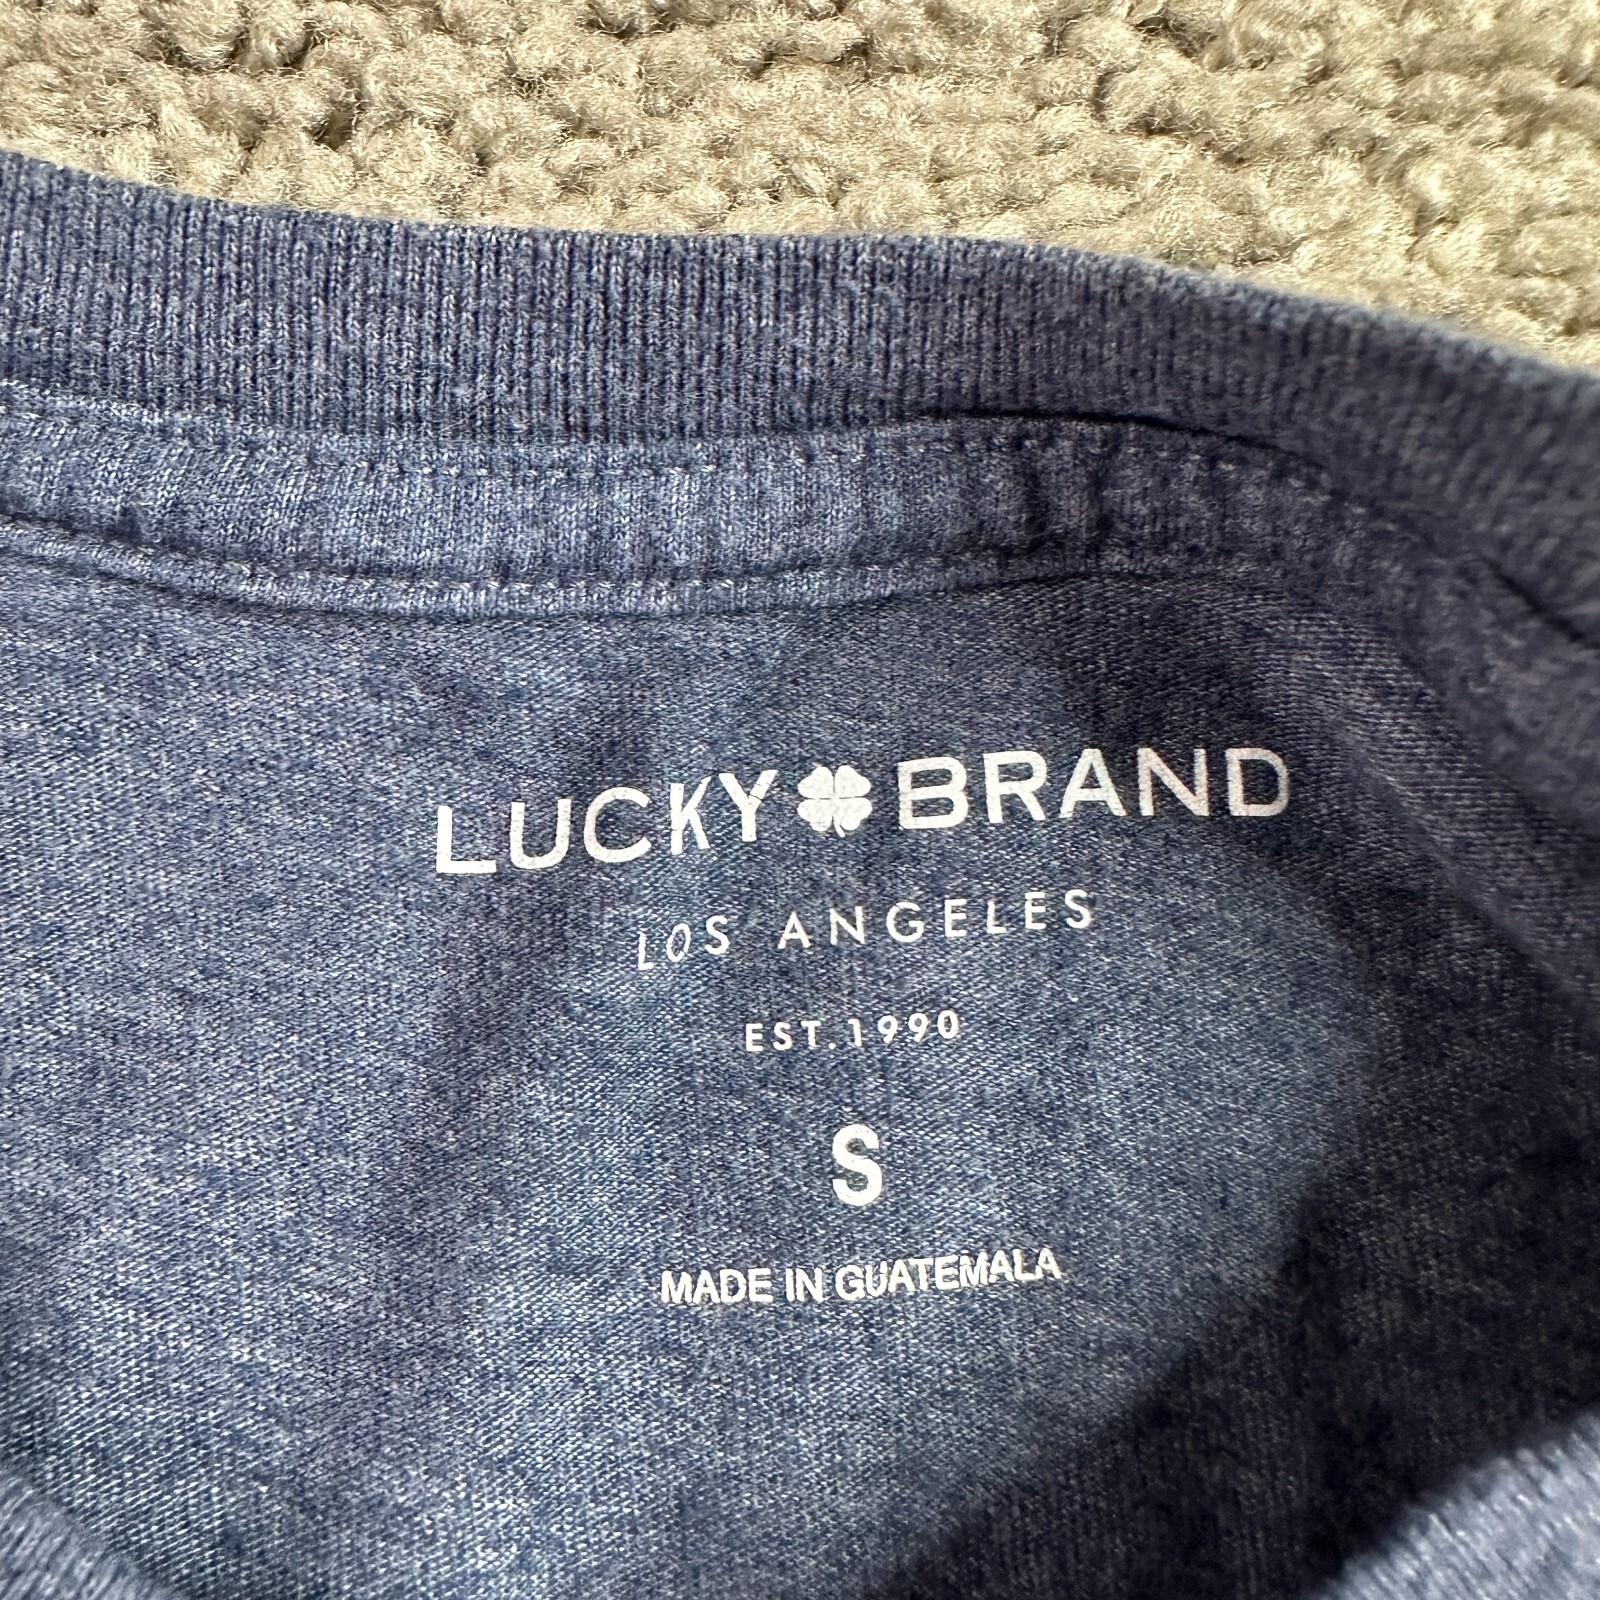 LUCKY BRAND
LOS ANGELES
EST. 1990
S
MADE IN GUATEMALA